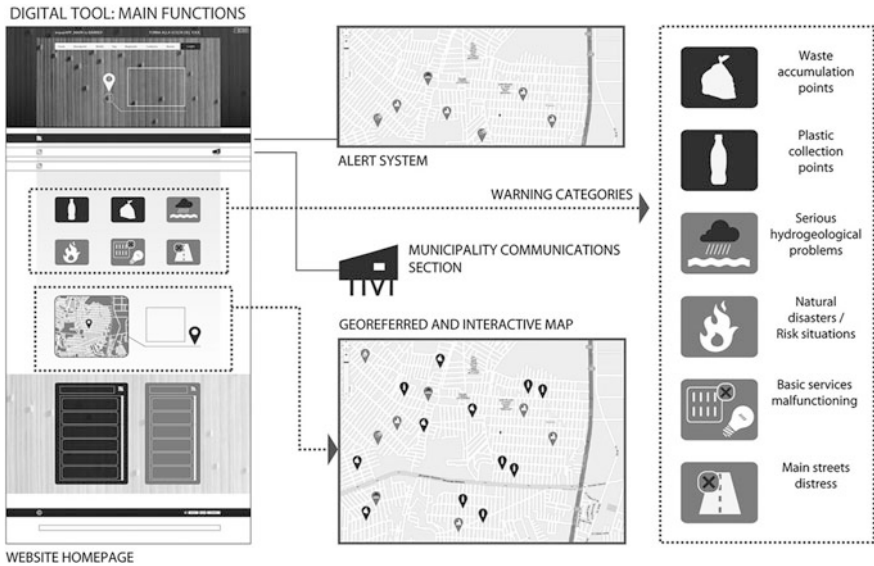 DIGITAL TOOL: MAIN FUNCTIONS
ALERT SYSTEM
WARNING CATEGORIES
MUNICIPALITY COMMUNICATIONS
SECTION
GEOREFERRED AND INTERACTIVE MAP
WEBSITE HOMEPAGE
Waste
accumulation
points
Plastic
collection
points
Serious
hydrogeological
problems
Natural
disasters /
Risk situations
Basic services
malfunctioning
Main streets
distress